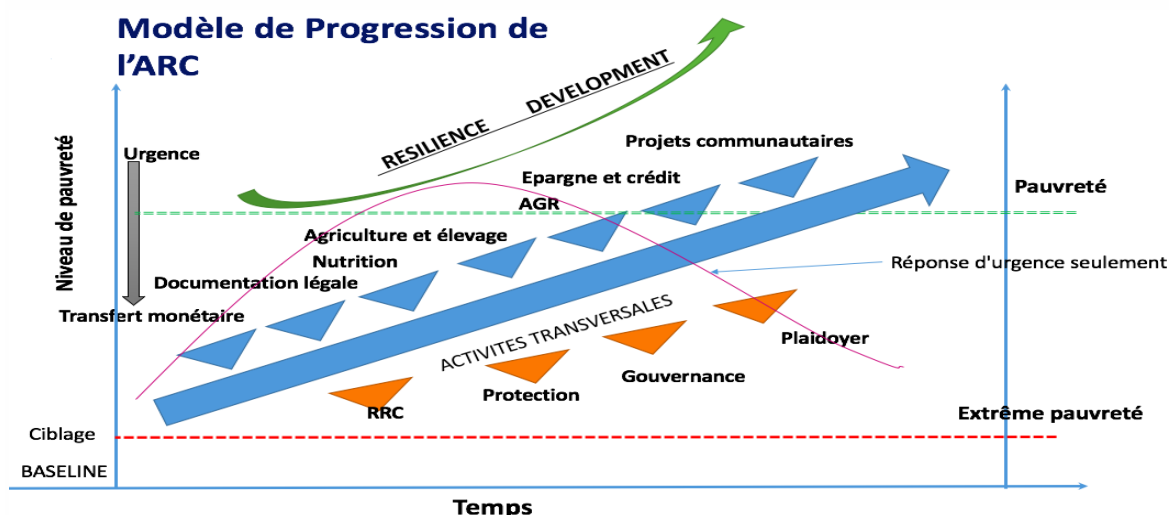 Modèle de Progression de
l'ARC
RESILIENCE DEVELOPMENT
Niveau de pauvreté
Urgence
Projets communautaires
Epargne et crédit
AGR
Pauvreté
Agriculture et élevage
Nutrition
Documentation légale
Transfert monétaire
Réponse d'urgence seulement
ACTIVITES TRANSVERSALES
Plaidoyer
Gouvernance
Protection
RRC
Extrême pauvreté
Ciblage
BASELINE
Temps